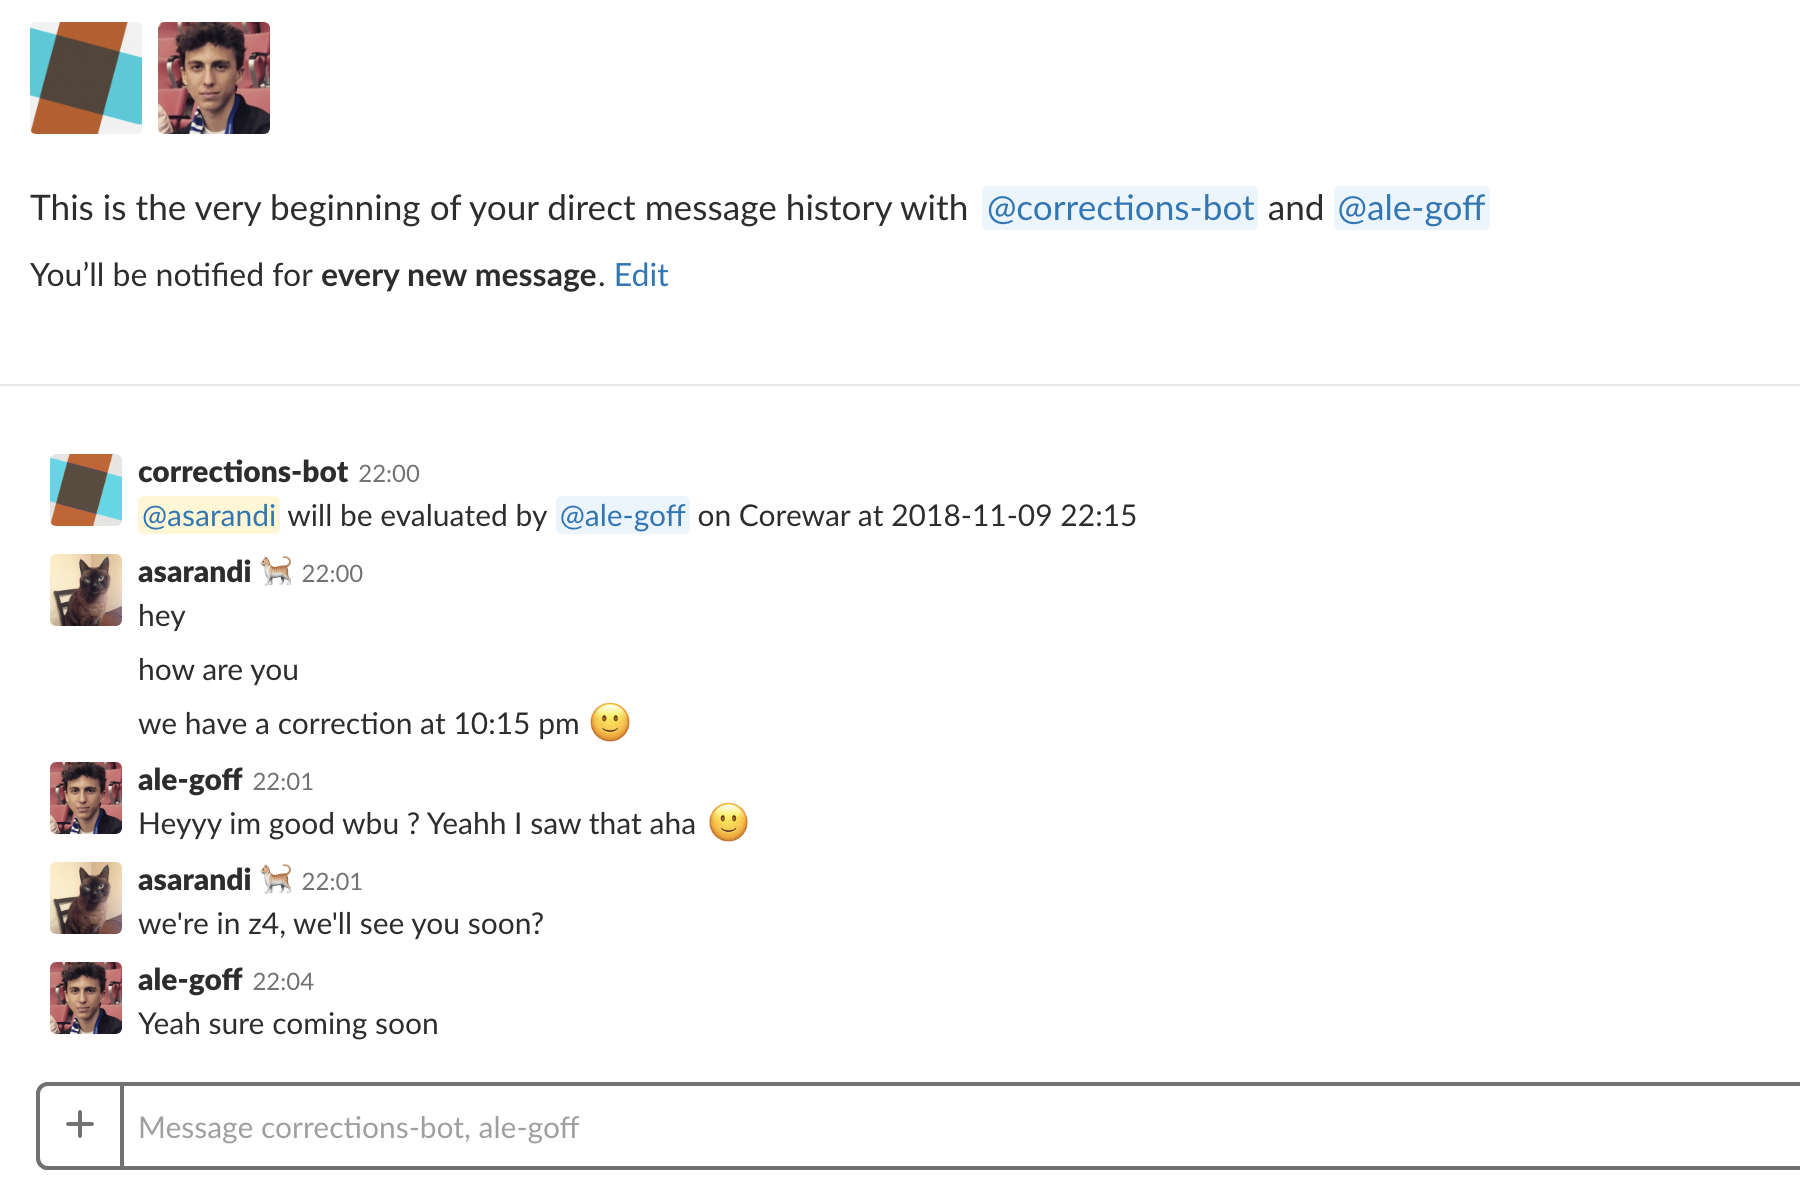 This is the very beginning of your direct message history with @corrections-bot and @ale-goff
You’ll be notified for every new message. Edit
corrections-bot 22:00
@asarandi will be evaluated by @ale-goff on Corewar at 2018-11-09 22:15
asarandi 🐈 22:00
hey
how are you
we have a correction at 10:15 pm 🙂
ale-goff 22:01
Heyyy im good wbu ? Yeahh I saw that aha 🙂
asarandi 🐈 22:01
we're in z4, we'll see you soon?
ale-goff 22:04
Yeah sure coming soon
Message corrections-bot, ale-goff